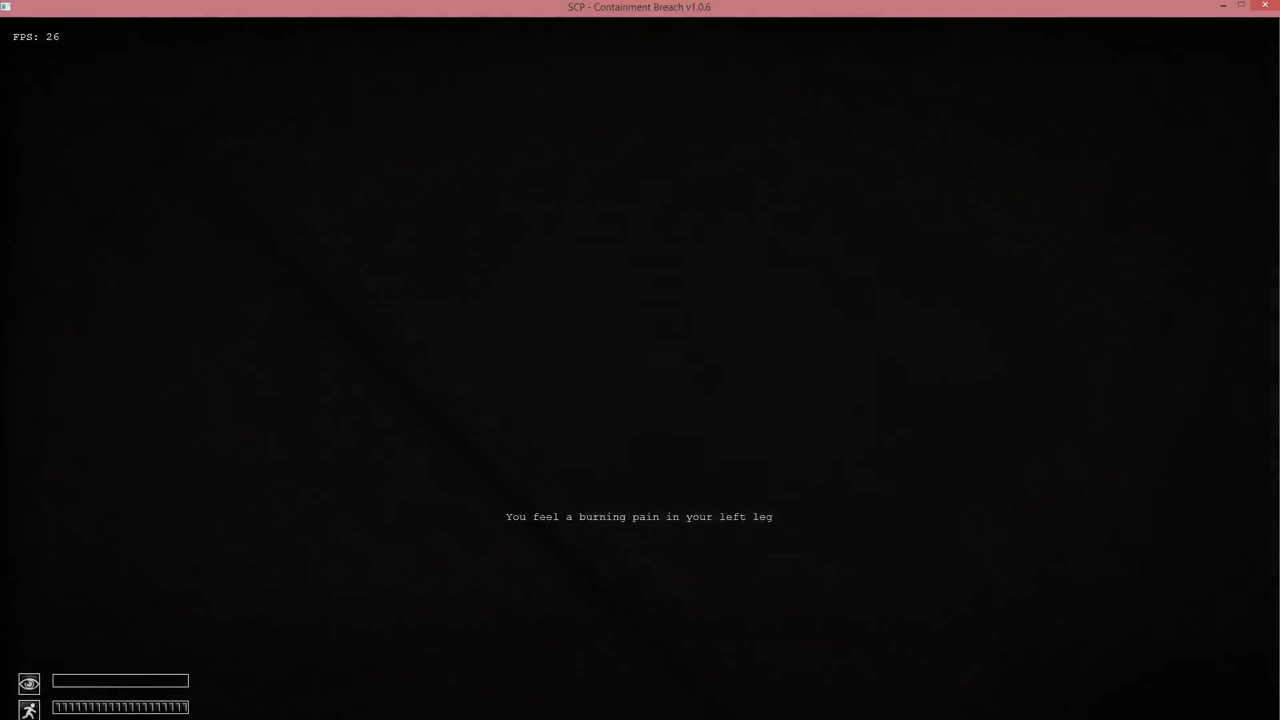 SCP - Containment Breach v1.0.6
FPS: 26
You feel a burning pain in your left leg